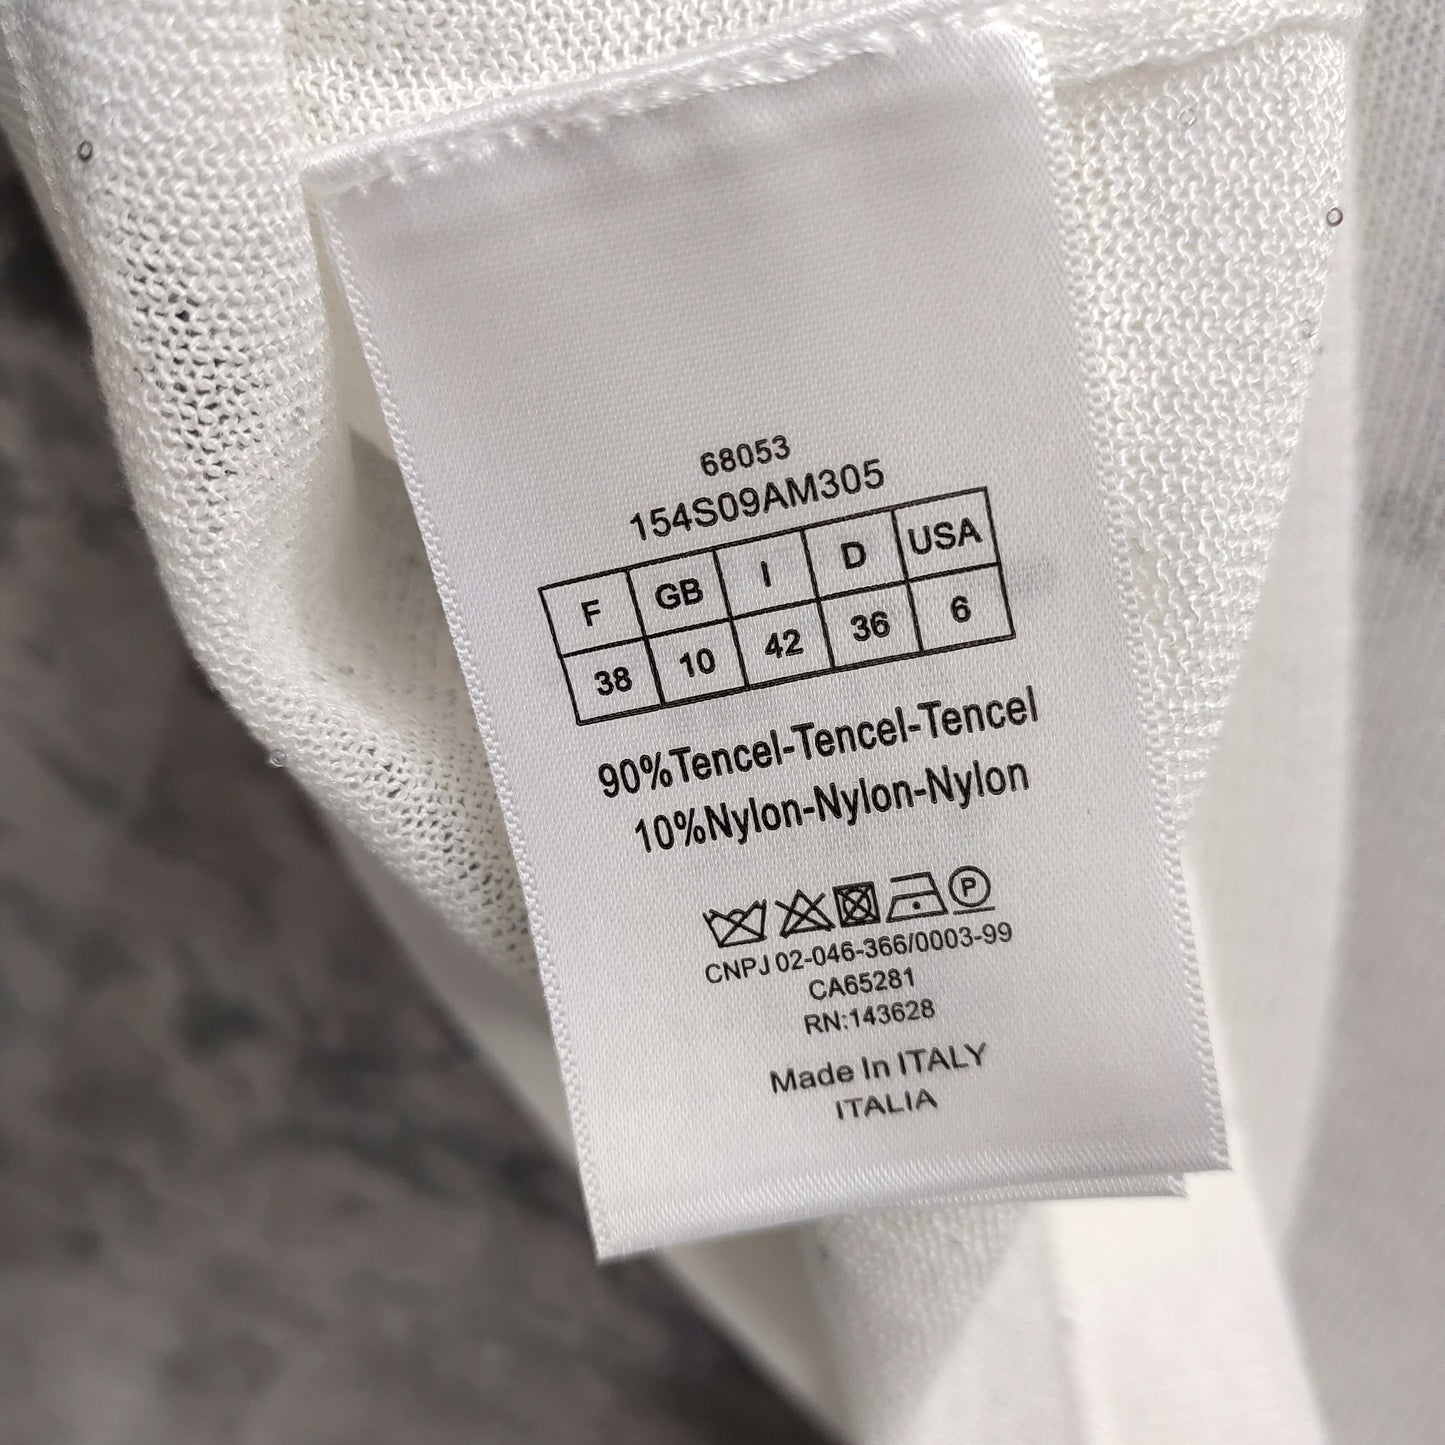 68053
154S09AM305
F GB I D USA
38 10 42 36 6
90%Tencel-Tencel-Tencel
10%Nylon-Nylon-Nylon
P
CNPJ 02-046-366/0003-99
CA65281
RN:143628
Made In ITALY
ITALIA